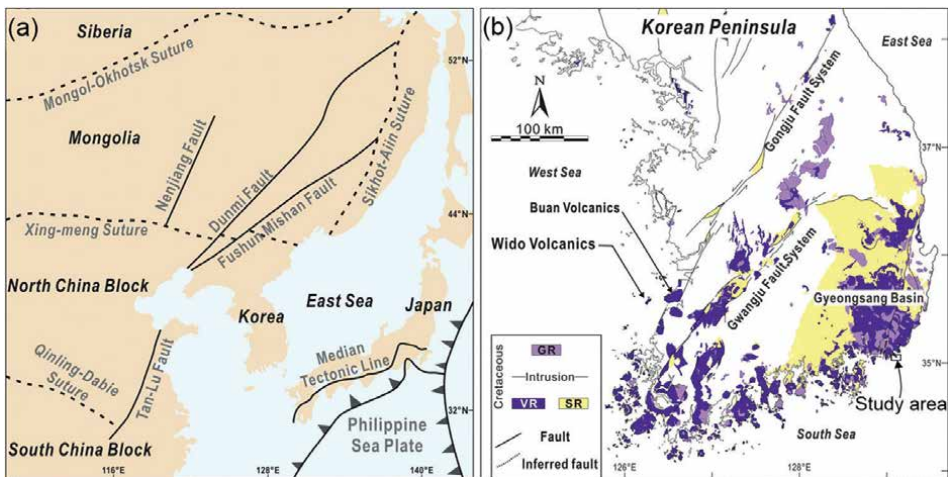 (a)
Siberia
Mongol-Okhotsk Suture
52°N
Mongolia
Nenjiang Fault
Dunmi Fault
Fushun-Mishan Fault
Sikhot-Aiin Suture
44°N
Xing-meng Suture
North China Block
East Sea
Japan
Korea
Qinling-Dabie
Suture
Tan-Lu Fault
Median
Tectonic Line
32°N
Philippine
Sea Plate
South China Block
116°E
128°E
140°E
(b)
Korean Peninsula
East Sea
N
100 km
Gongju Fault System
37°N
West Sea
Buan Volcanics
Wido Volcanics
Gwangju Fault System
Gyeongsang Basin
Cretaceous
GR
Intrusion
VR
SR
Fault
Inferred fault
35°N
Study area
South Sea
126°E
128°E